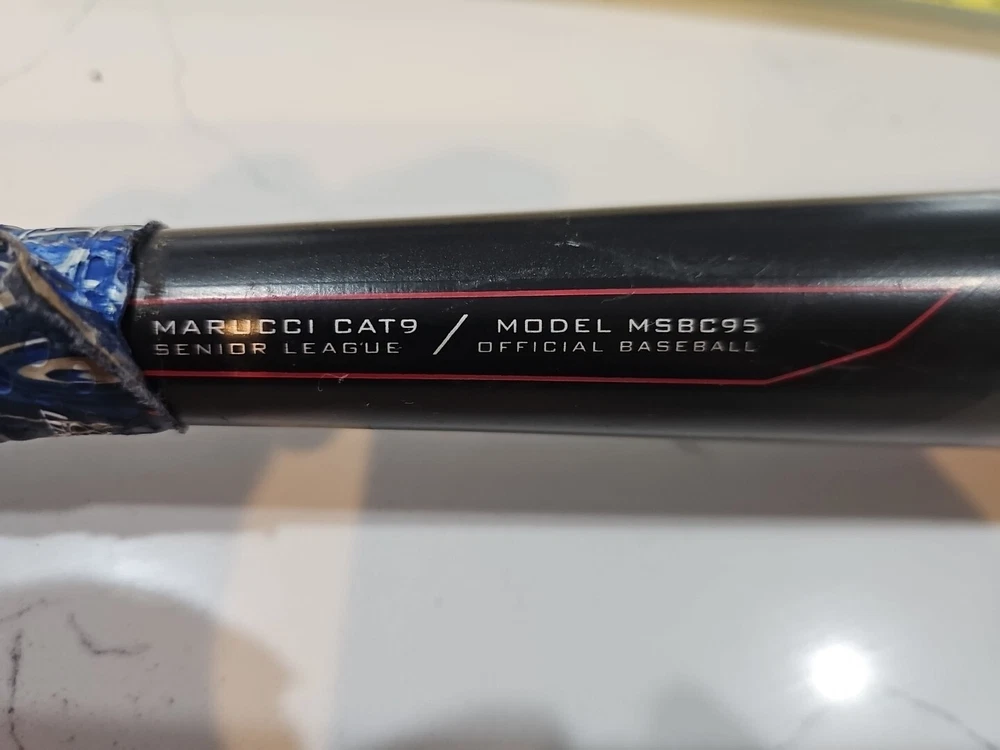 MARUCCI CAT9 / MODEL MSBC95
SENIOR LEAGUE OFFICIAL BASEBALL